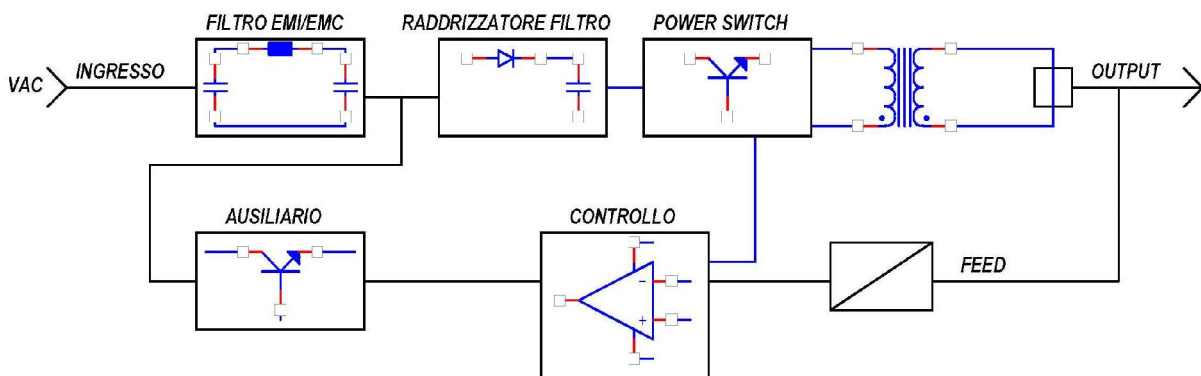 FILTRO EMI/EMC
RADDRIZZATORE FILTRO
POWER SWITCH
VAC
INGRESSO
OUTPUT
AUSILIARIO
CONTROLLO
FEED
-
+